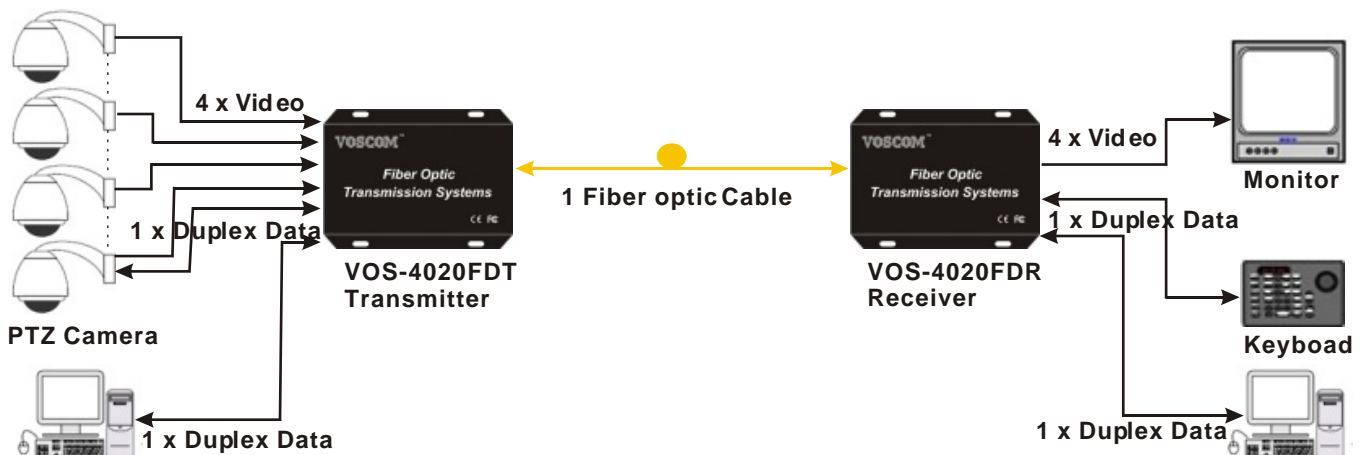 4 x Video
VOSCOM™
Fiber Optic
Transmission Systems
CE FC
1 x Duplex Data
VOS-4020FDT
Transmitter
PTZ Camera
1 x Duplex Data
1 Fiber optic Cable
VOSCOM™
Fiber Optic
Transmission Systems
CE FC
VOS-4020FDR
Receiver
4 x Video
Monitor
1 x Duplex Data
Keyboad
1 x Duplex Data